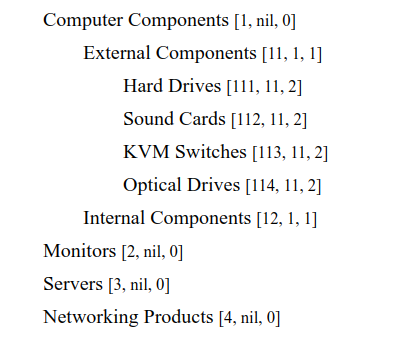 Computer Components [1, nil, 0]
External Components [11, 1, 1]
Hard Drives [111, 11, 2]
Sound Cards [112, 11, 2]
KVM Switches [113, 11, 2]
Optical Drives [114, 11, 2]
Internal Components [12, 1, 1]
Monitors [2, nil, 0]
Servers [3, nil, 0]
Networking Products [4, nil, 0]